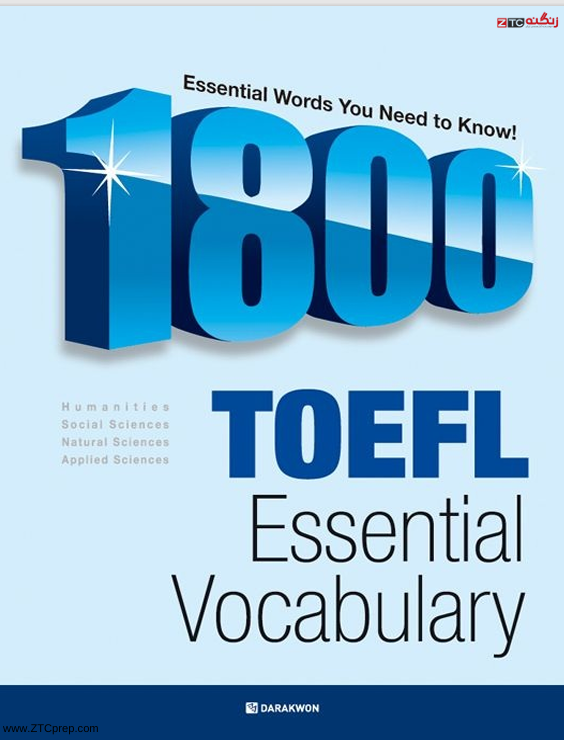 ZTC زنگنه
Essential Words You Need to Know!
1800
Humanities
Social Sciences
Natural Sciences
Applied Sciences
TOEFL
Essential
Vocabulary
DARAKWON
www.ZTCprep.com